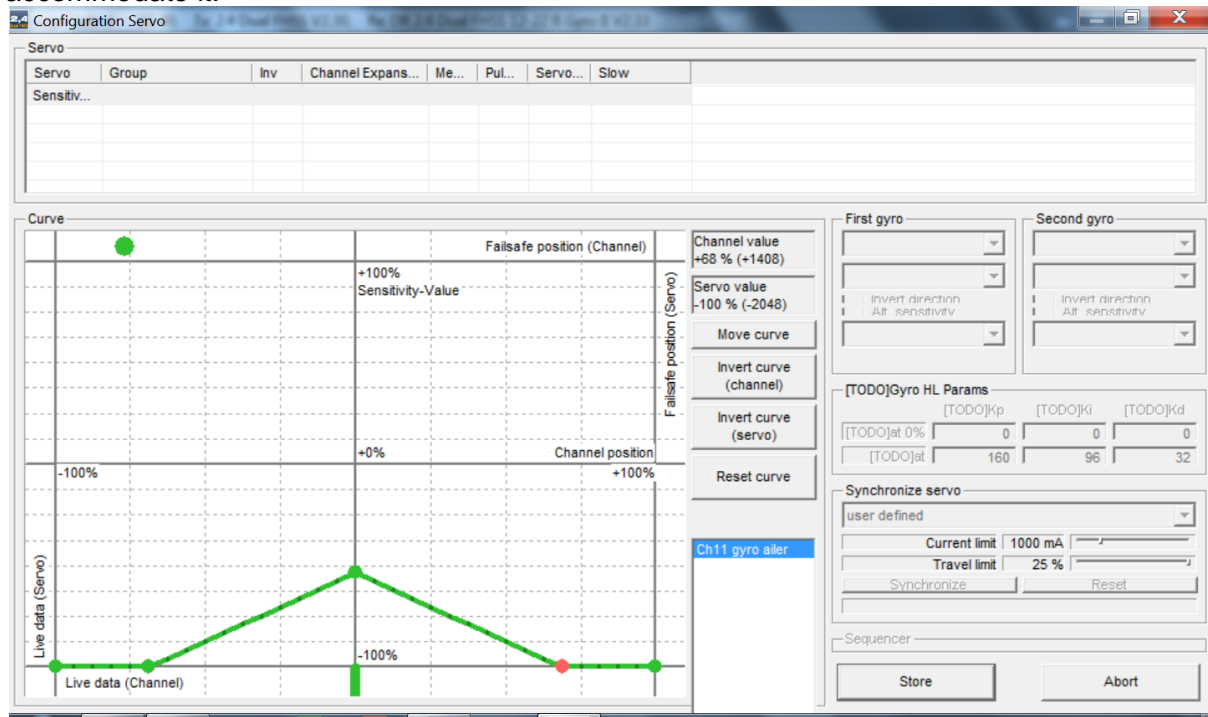 Configuration Servo
Servo
Servo Group Inv Channel Expans... Me... Pul... Servo... Slow
Sensitiv...
Curve
Failsafe position (Channel)
+100%
Sensitivity-Value
Failsafe position (Servo)
+0%
Channel position
-100%
+100%
Live data (Servo)
-100%
Live data (Channel)
Channel value
+68 % (+1408)
Servo value
-100 % (-2048)
Move curve
Invert curve
(channel)
Invert curve
(servo)
Reset curve
Ch11 gyro ailer
First gyro
Invert direction
Alt. sensitivity
Second gyro
Invert direction
Alt. sensitivity
[TODO]Gyro HL Params
[TODO]Kp [TODO]Ki [TODO]Kd
[TODO]at 0% 0 0 0
[TODO]at 160 96 32
Synchronize servo
user defined
Current limit 1000 mA
Travel limit 25 %
Synchronize Reset
Sequencer
Store Abort